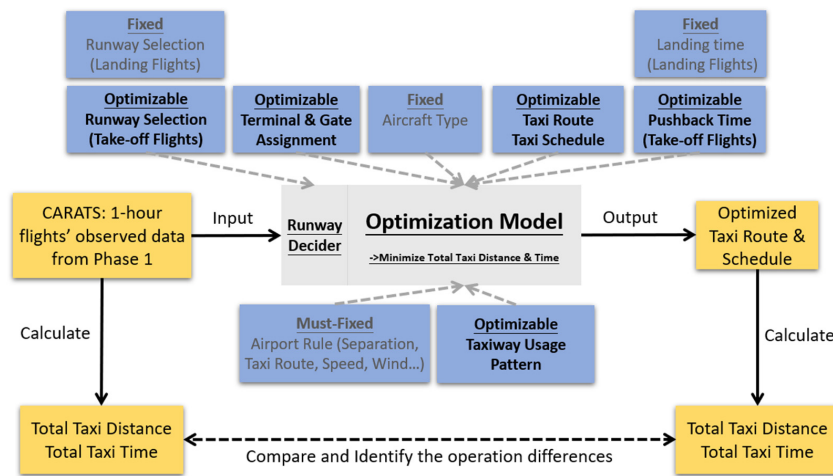 Fixed
Runway Selection
(Landing Flights)
Fixed
Landing time
(Landing Flights)
Optimizable
Runway Selection
(Take-off Flights)
Optimizable
Terminal & Gate
Assignment
Fixed
Aircraft Type
Optimizable
Taxi Route
Taxi Schedule
Optimizable
Pushback Time
(Take-off Flights)
CARATS: 1-hour
flights’ observed data
from Phase 1
Input
Runway
Decider
Optimization Model
->Minimize Total Taxi Distance & Time
Output
Optimized
Taxi Route &
Schedule
Calculate
Must-Fixed
Airport Rule (Separation,
Taxi Route, Speed, Wind...)
Optimizable
Taxiway Usage
Pattern
Calculate
Total Taxi Distance
Total Taxi Time
Compare and Identify the operation differences
Total Taxi Distance
Total Taxi Time